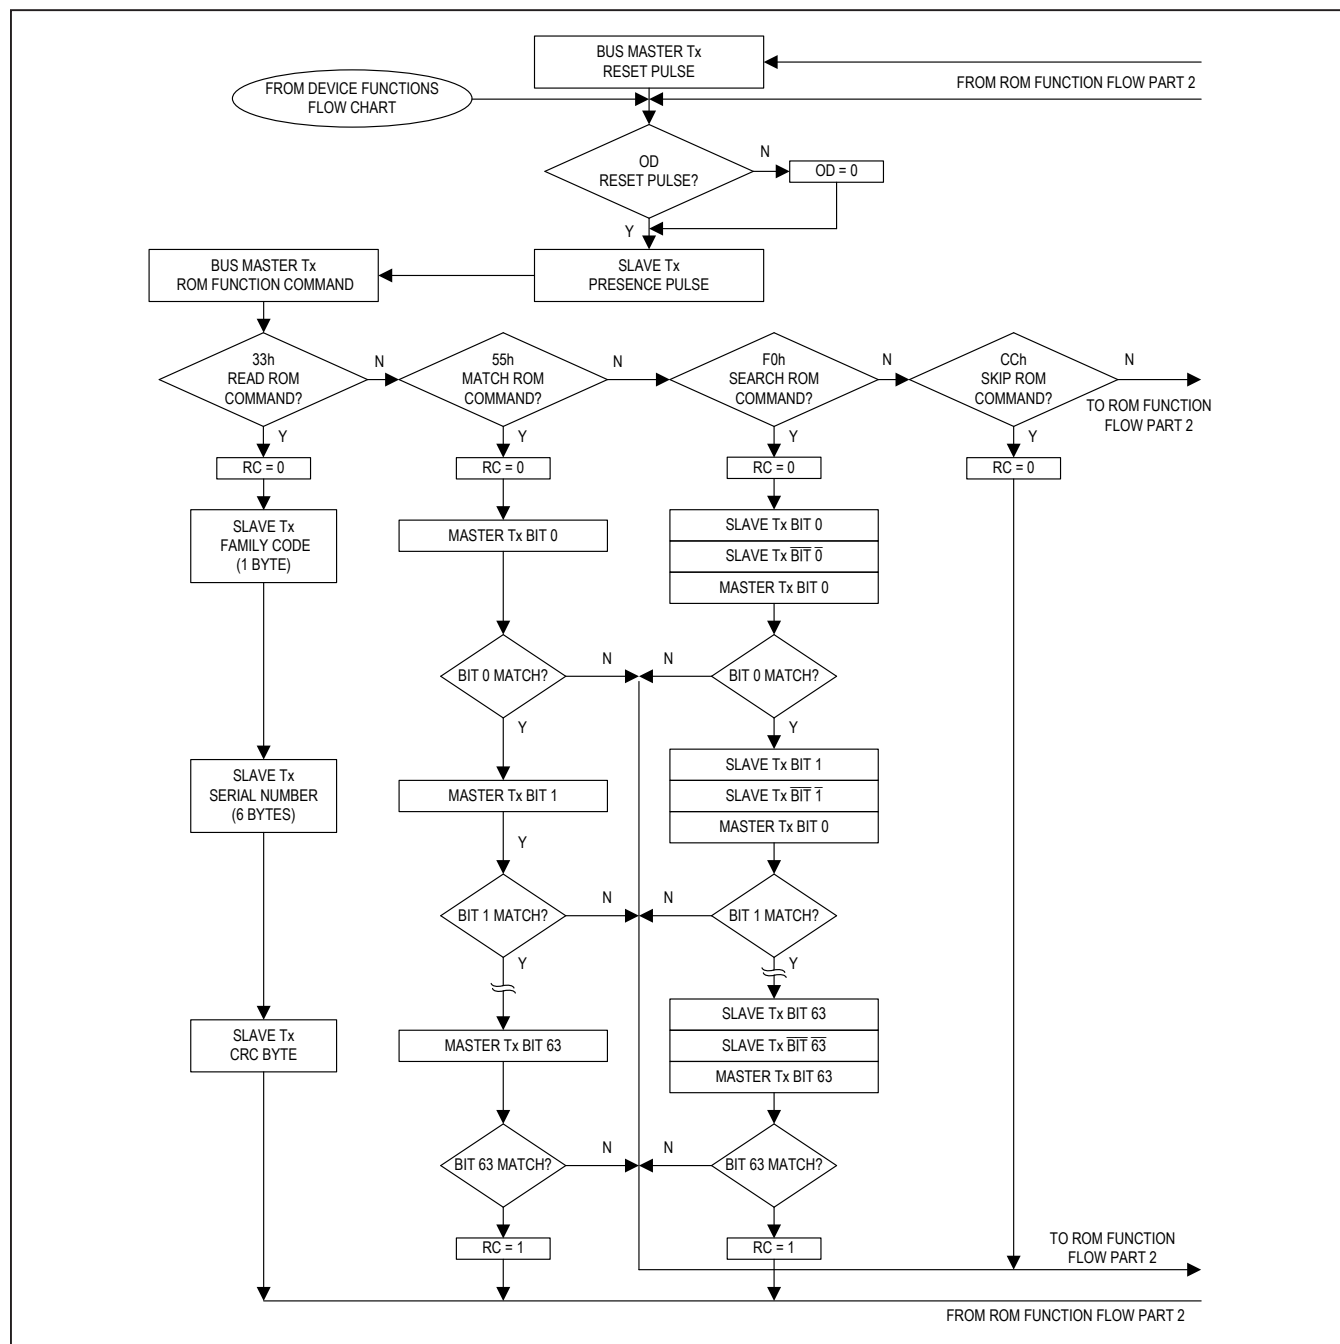 BUS MASTER Tx
RESET PULSE
FROM ROM FUNCTION FLOW PART 2
FROM DEVICE FUNCTIONS
FLOW CHART
OD
RESET PULSE?
N
OD = 0
Y
BUS MASTER Tx
ROM FUNCTION COMMAND
SLAVE Tx
PRESENCE PULSE
33h
READ ROM
COMMAND?
N
55h
MATCH ROM
COMMAND?
N
F0h
SEARCH ROM
COMMAND?
N
CCh
SKIP ROM
COMMAND?
N
TO ROM FUNCTION
FLOW PART 2
Y
Y
Y
Y
RC = 0
RC = 0
RC = 0
RC = 0
SLAVE Tx
FAMILY CODE
(1 BYTE)
MASTER Tx BIT 0
SLAVE Tx BIT 0
SLAVE Tx B̅I̅T̅ 0̅
MASTER Tx BIT 0
BIT 0 MATCH?
N
N
BIT 0 MATCH?
Y
Y
SLAVE Tx
SERIAL NUMBER
(6 BYTES)
MASTER Tx BIT 1
SLAVE Tx BIT 1
SLAVE Tx B̅I̅T̅ 1̅
MASTER Tx BIT 0
Y
BIT 1 MATCH?
N
N
BIT 1 MATCH?
Y
Y
SLAVE Tx
CRC BYTE
MASTER Tx BIT 63
SLAVE Tx BIT 63
SLAVE Tx B̅I̅T̅ 6̅3̅
MASTER Tx BIT 63
BIT 63 MATCH?
N
N
BIT 63 MATCH?
RC = 1
RC = 1
TO ROM FUNCTION
FLOW PART 2
FROM ROM FUNCTION FLOW PART 2